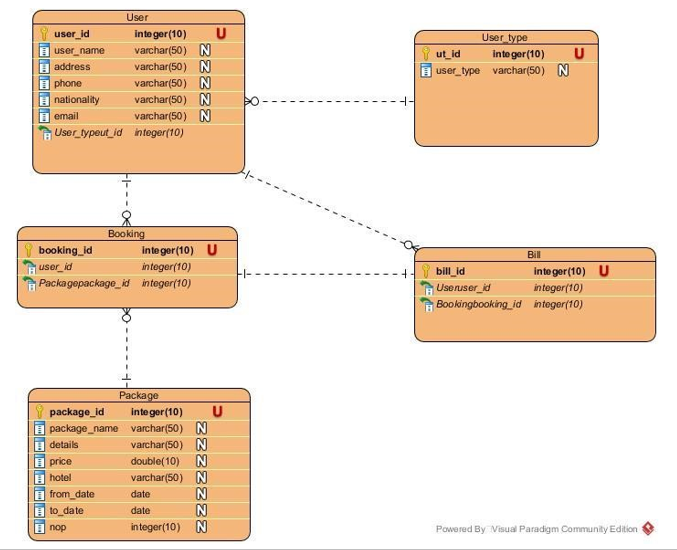 User
user_id integer(10) U
user_name varchar(50) N
address varchar(50) N
phone varchar(50) N
nationality varchar(50) N
email varchar(50) N
User_typeut_id integer(10)
User_type
ut_id integer(10) U
user_type varchar(50) N
Booking
booking_id integer(10) U
user_id integer(10)
Packagepackage_id integer(10)
Bill
bill_id integer(10) U
Useruser_id integer(10)
Bookingbooking_id integer(10)
Package
package_id integer(10) U
package_name varchar(50) N
details varchar(50) N
price double(10) N
hotel varchar(50) N
from_date date N
to_date date N
nop integer(10) N
Powered By Visual Paradigm Community Edition